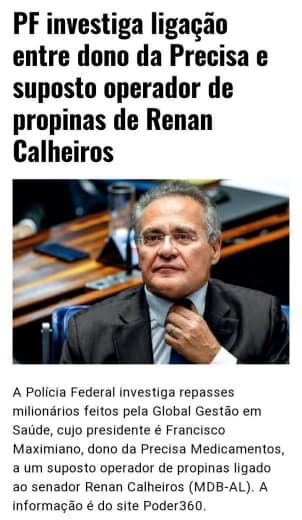 PF investiga ligação
entre dono da Precisa e
suposto operador de
propinas de Renan
Calheiros
A Polícia Federal investiga repasses
milionários feitos pela Global Gestão em
Saúde, cujo presidente é Francisco
Maximiano, dono da Precisa Medicamentos,
a um suposto operador de propinas ligado
ao senador Renan Calheiros (MDB-AL). A
informação é do site Poder360.